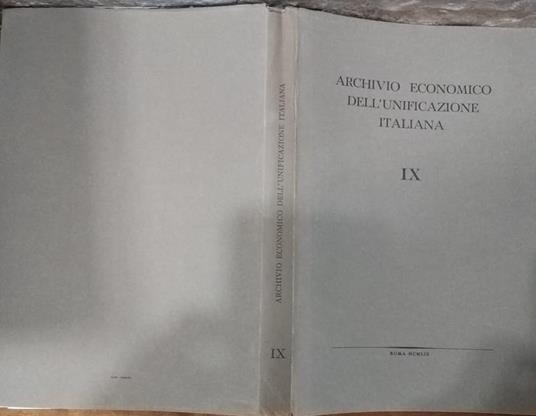 ARCHIVIO ECONOMICO
DELL'UNIFICAZIONE
ITALIANA
IX
ROMA MCMLIX
ARCHIVIO ECONOMICO DELL'UNIFICAZIONE ITALIANA
IX